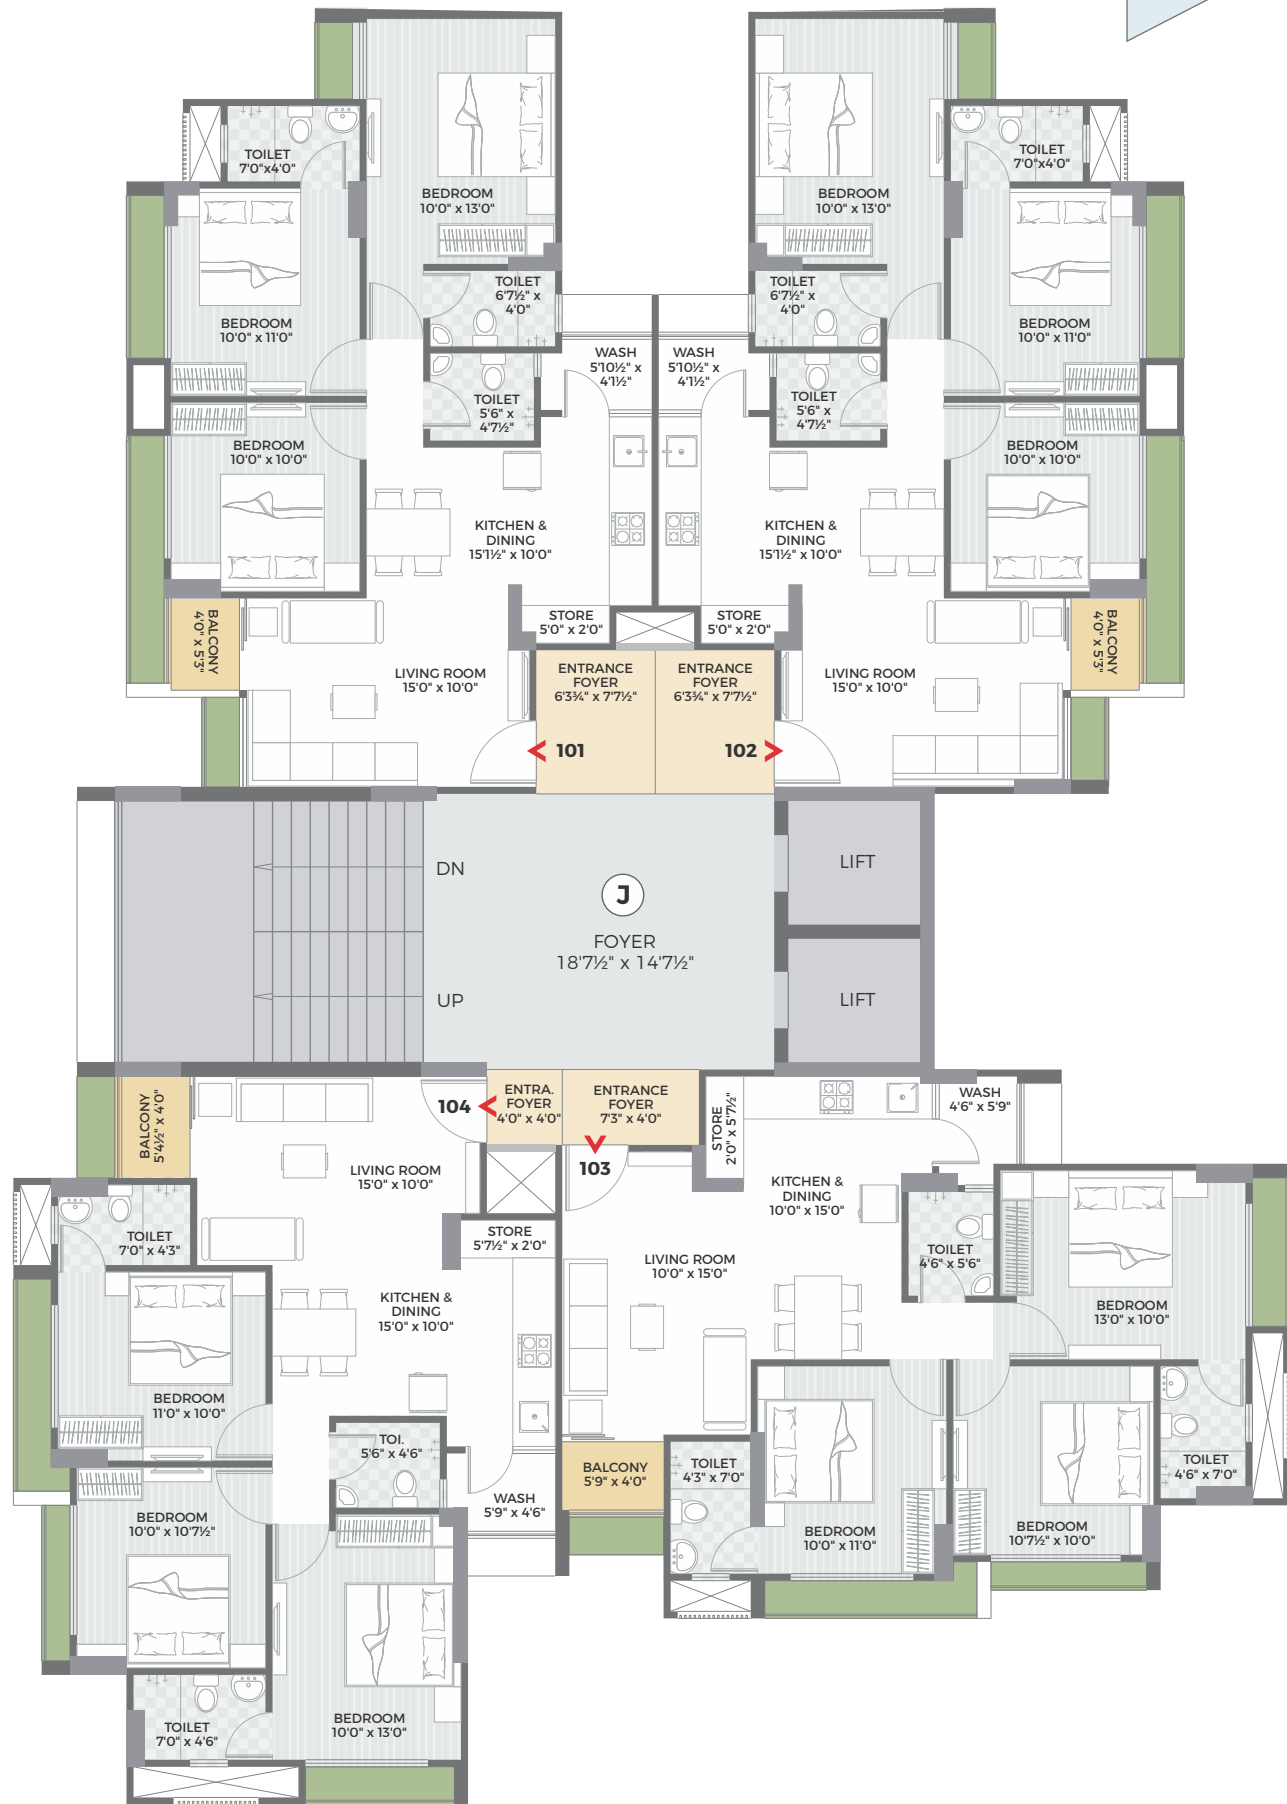 TOILET
7'0"x4'0"
BEDROOM
10'0" x 13'0"
BEDROOM
10'0" x 13'0"
TOILET
7'0"x4'0"
TOILET
6'7½" x
4'0"
TOILET
6'7½" x
4'0"
BEDROOM
10'0" x 11'0"
BEDROOM
10'0" x 11'0"
WASH
5'10½" x
4'1½"
WASH
5'10½" x
4'1½"
TOILET
5'6" x
4'7½"
TOILET
5'6" x
4'7½"
BEDROOM
10'0" x 10'0"
BEDROOM
10'0" x 10'0"
KITCHEN &
DINING
15'1½" x 10'0"
KITCHEN &
DINING
15'1½" x 10'0"
BALCONY
4'0" x 5'3"
STORE
5'0" x 2'0"
STORE
5'0" x 2'0"
BALCONY
4'0" x 5'3"
LIVING ROOM
15'0" x 10'0"
ENTRANCE
FOYER
6'3¾" x 7'7½"
ENTRANCE
FOYER
6'3¾" x 7'7½"
LIVING ROOM
15'0" x 10'0"
101
102
DN
LIFT
J
FOYER
18'7½" x 14'7½"
UP
LIFT
BALCONY
5'4½" x 4'0"
104
ENTRA.
FOYER
4'0" x 4'0"
ENTRANCE
FOYER
7'3" x 4'0"
103
STORE
2'0" x 5'7½"
WASH
4'6" x 5'9"
LIVING ROOM
15'0" x 10'0"
KITCHEN &
DINING
10'0" x 15'0"
TOILET
7'0" x 4'3"
STORE
5'7½" x 2'0"
LIVING ROOM
10'0" x 15'0"
TOILET
4'6" x 5'6"
KITCHEN &
DINING
15'0" x 10'0"
BEDROOM
13'0" x 10'0"
BEDROOM
11'0" x 10'0"
TOI.
5'6" x 4'6"
BALCONY
5'9" x 4'0"
TOILET
4'3" x 7'0"
TOILET
4'6" x 7'0"
WASH
5'9" x 4'6"
BEDROOM
10'0" x 10'7½"
BEDROOM
10'0" x 11'0"
BEDROOM
10'7½" x 10'0"
TOILET
7'0" x 4'6"
BEDROOM
10'0" x 13'0"